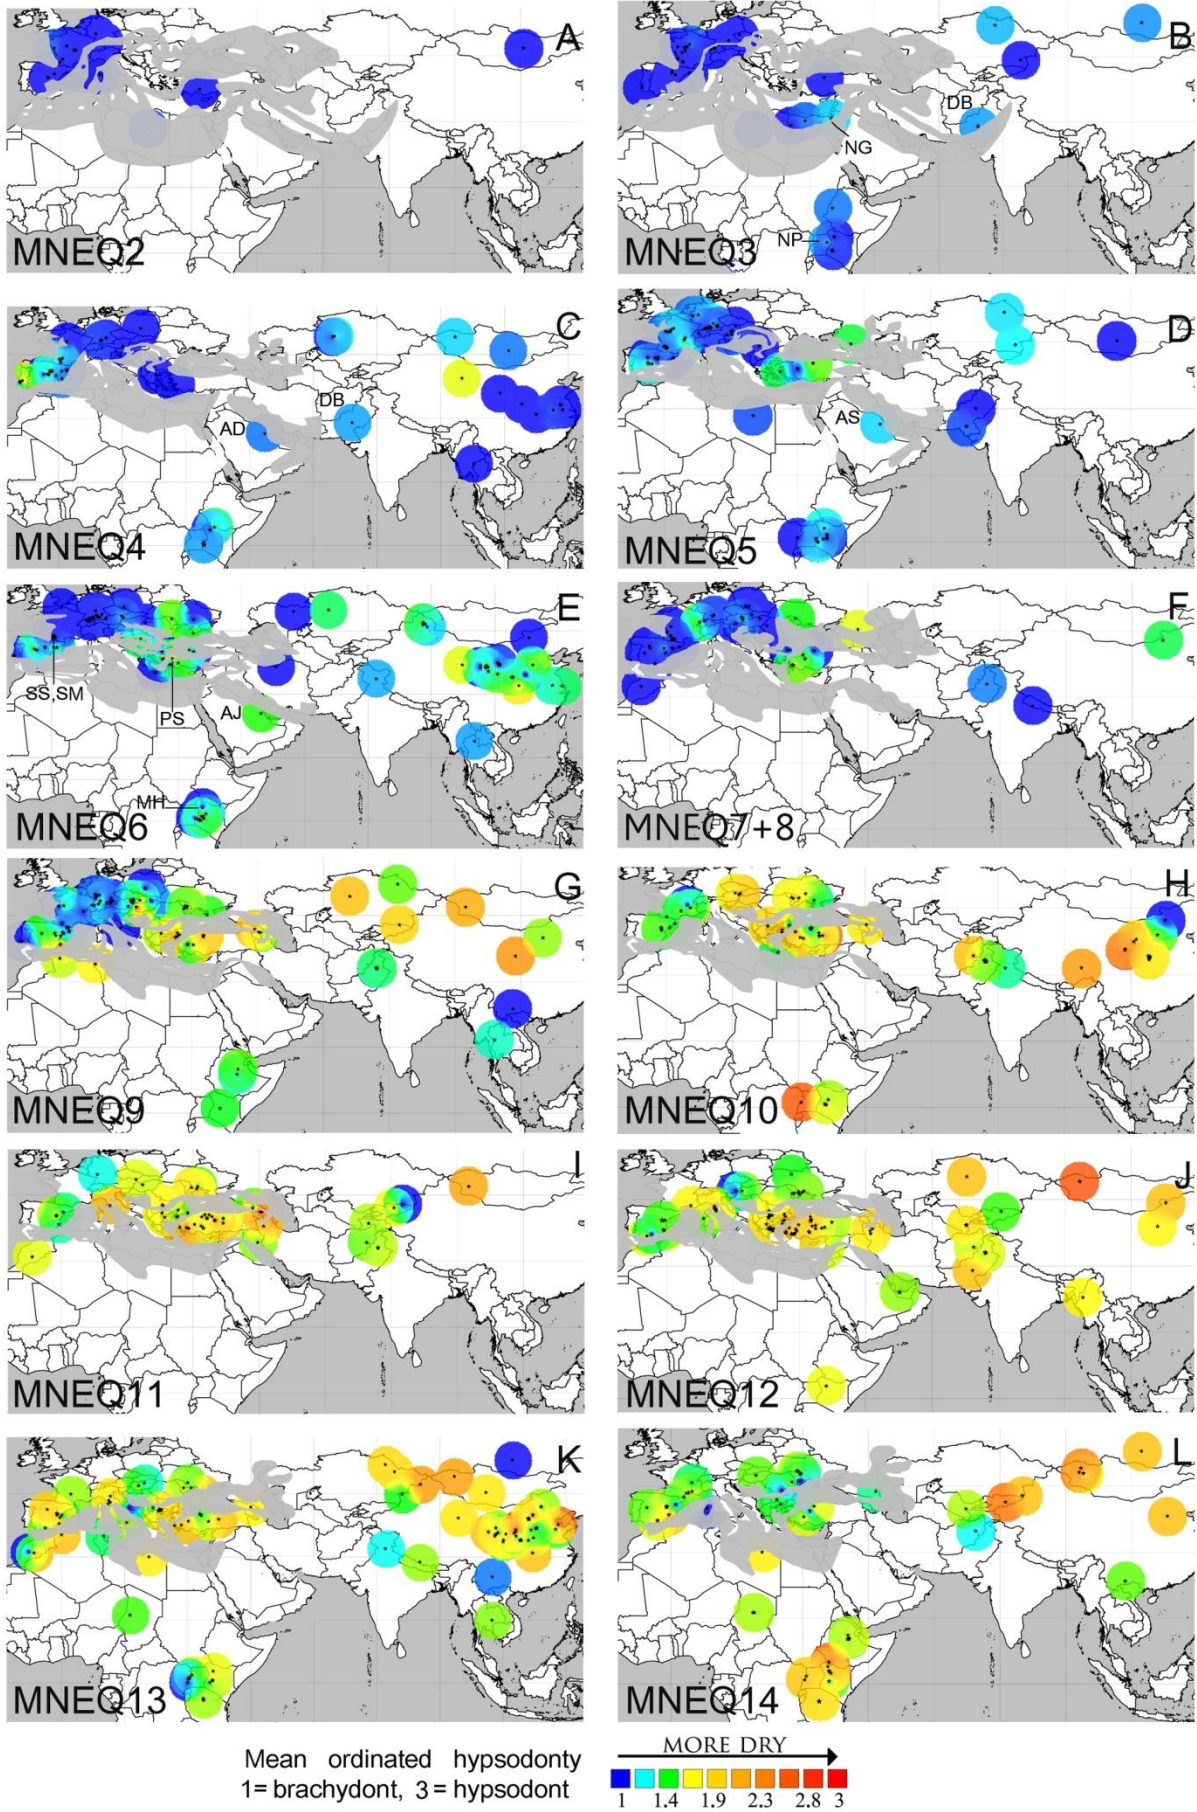 A
MNEQ2
B
DB
NG
NP
MNEQ3
C
DB
AD
MNEQ4
D
AS
MNEQ5
E
SS,SM
PS
AJ
MH
MNEQ6
F
MNEQ7+8
G
MNEQ9
H
MNEQ10
I
MNEQ11
J
MNEQ12
K
MNEQ13
L
MNEQ14
Mean ordinated hypsodonty
1= brachydont, 3= hypsodont
MORE DRY
1 1.4 1.9 2.3 2.8 3